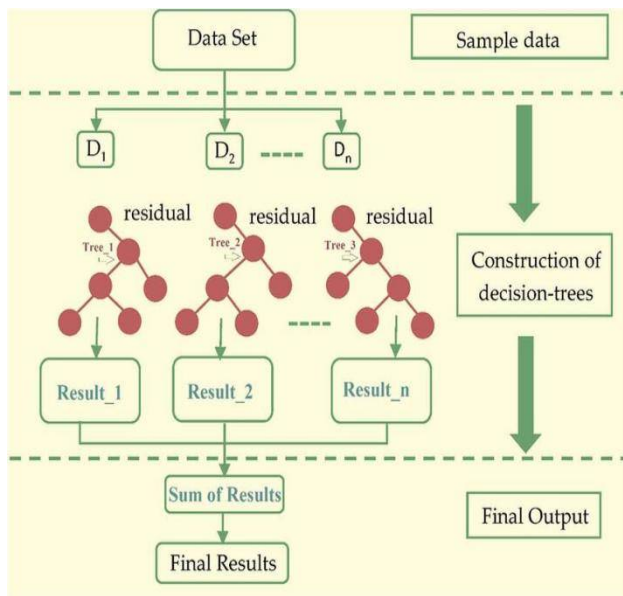 Data Set
Sample data
D1
D2
Dn
residual
residual
residual
Tree_1
Tree_2
Tree_3
Construction of
decision-trees
Result_1
Result_2
Result_n
Sum of Results
Final Output
Final Results